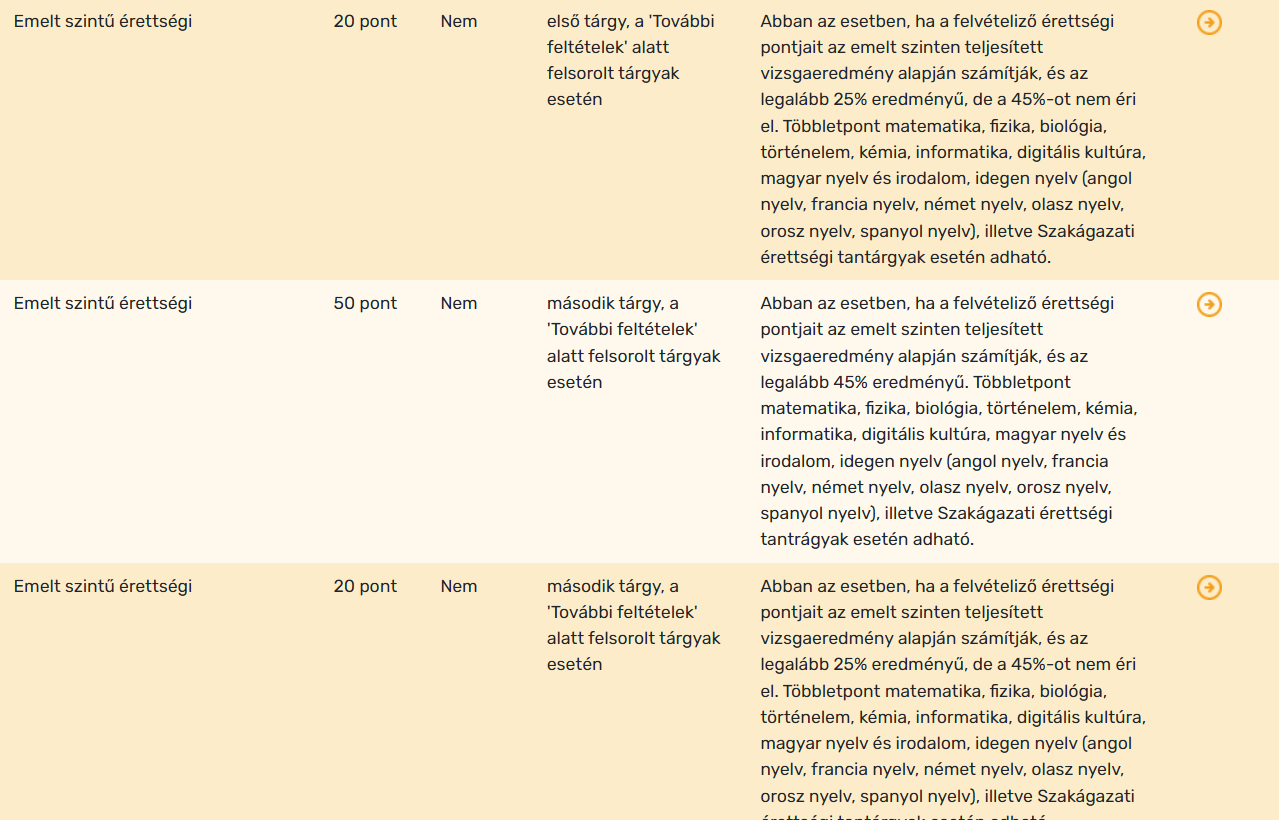 Emelt szintű érettségi
20 pont
Nem
első tárgy, a 'További
feltételek' alatt
felsorolt tárgyak
esetén
Abban az esetben, ha a felvételiző érettségi
pontjait az emelt szinten teljesített
vizsgaeredmény alapján számítják, és az
legalább 25% eredményű, de a 45%-ot nem éri
el. Többletpont matematika, fizika, biológia,
történelem, kémia, informatika, digitális kultúra,
magyar nyelv és irodalom, idegen nyelv (angol
nyelv, francia nyelv, német nyelv, olasz nyelv,
orosz nyelv, spanyol nyelv), illetve Szakágazati
érettségi tantárgyak esetén adható.
Emelt szintű érettségi
50 pont
Nem
második tárgy, a
'További feltételek'
alatt felsorolt tárgyak
esetén
Abban az esetben, ha a felvételiző érettségi
pontjait az emelt szinten teljesített
vizsgaeredmény alapján számítják, és az
legalább 45% eredményű. Többletpont
matematika, fizika, biológia, történelem, kémia,
informatika, digitális kultúra, magyar nyelv és
irodalom, idegen nyelv (angol nyelv, francia
nyelv, német nyelv, olasz nyelv, orosz nyelv,
spanyol nyelv), illetve Szakágazati érettségi
tantrágyak esetén adható.
Emelt szintű érettségi
20 pont
Nem
második tárgy, a
'További feltételek'
alatt felsorolt tárgyak
esetén
Abban az esetben, ha a felvételiző érettségi
pontjait az emelt szinten teljesített
vizsgaeredmény alapján számítják, és az
legalább 25% eredményű, de a 45%-ot nem éri
el. Többletpont matematika, fizika, biológia,
történelem, kémia, informatika, digitális kultúra,
magyar nyelv és irodalom, idegen nyelv (angol
nyelv, francia nyelv, német nyelv, olasz nyelv,
orosz nyelv, spanyol nyelv), illetve Szakágazati